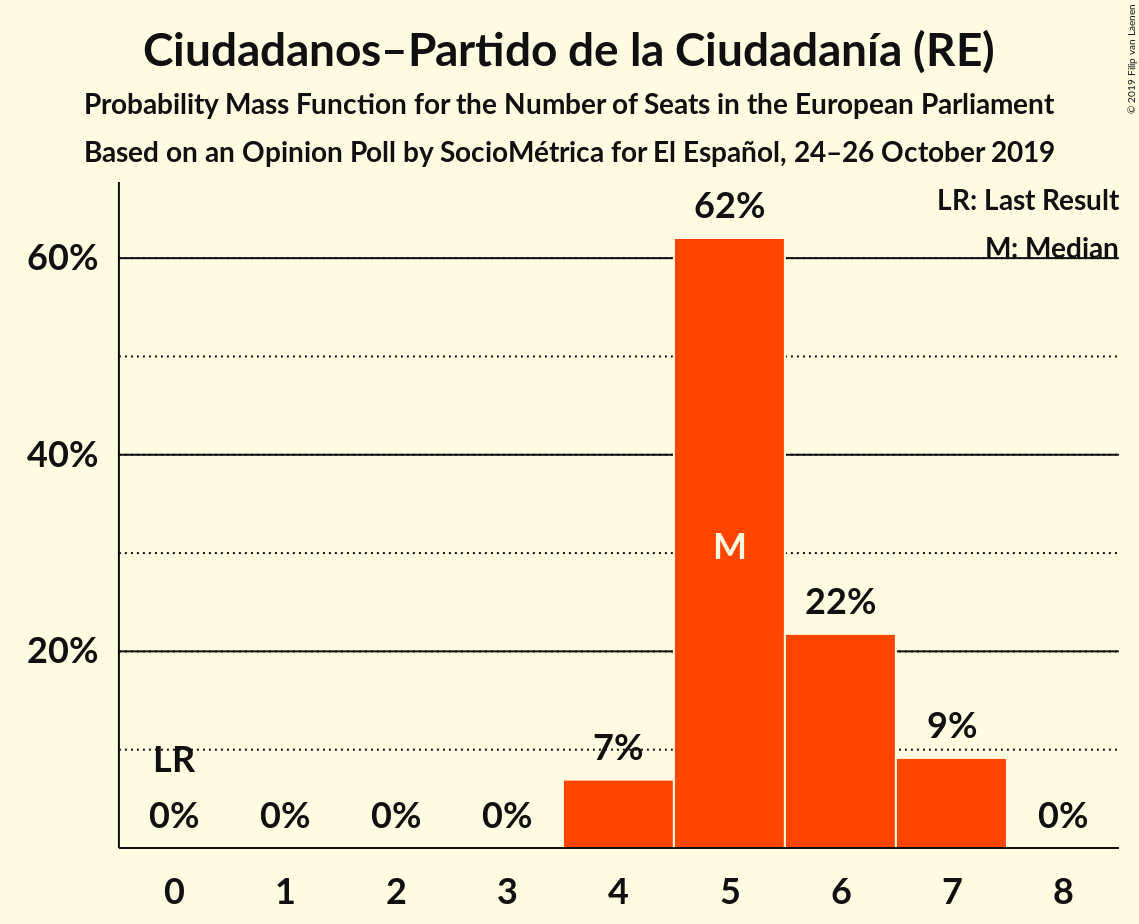 Ciudadanos–Partido de la Ciudadanía (RE)
Probability Mass Function for the Number of Seats in the European Parliament
Based on an Opinion Poll by SocioMétrica for El Español, 24–26 October 2019
© 2019 Filip van Laenen
LR: Last Result
M: Median
62%
60%
40%
M
22%
20%
9%
7%
LR
0% 0% 0% 0% 0%
0 1 2 3 4 5 6 7 8